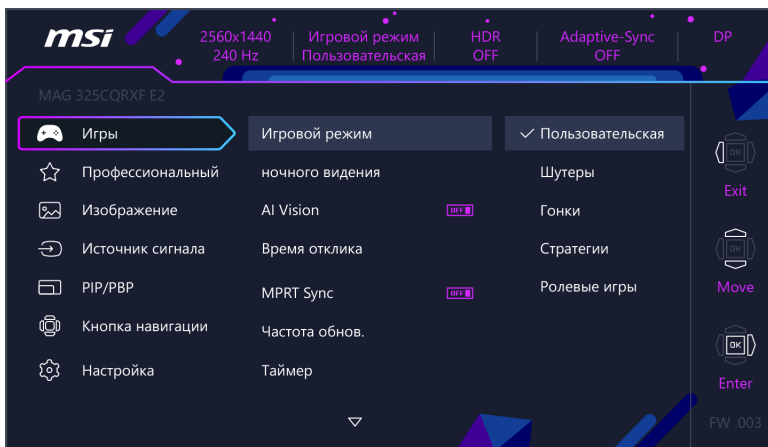 msi
2560x1440
240 Hz
Игровой режим
Пользовательская
HDR
OFF
Adaptive-Sync
OFF
DP
MAG 325CQRXF E2
Игры
Игровой режим
Пользовательская
Профессиональный
ночного видения
Шутеры
Exit
Изображение
AI Vision
OFF
Гонки
Источник сигнала
Время отклика
Стратегии
PIP/PBP
MPRT Sync
OFF
Ролевые игры
Move
Кнопка навигации
Частота обнов.
OK
Настройка
Таймер
Enter
FW .003